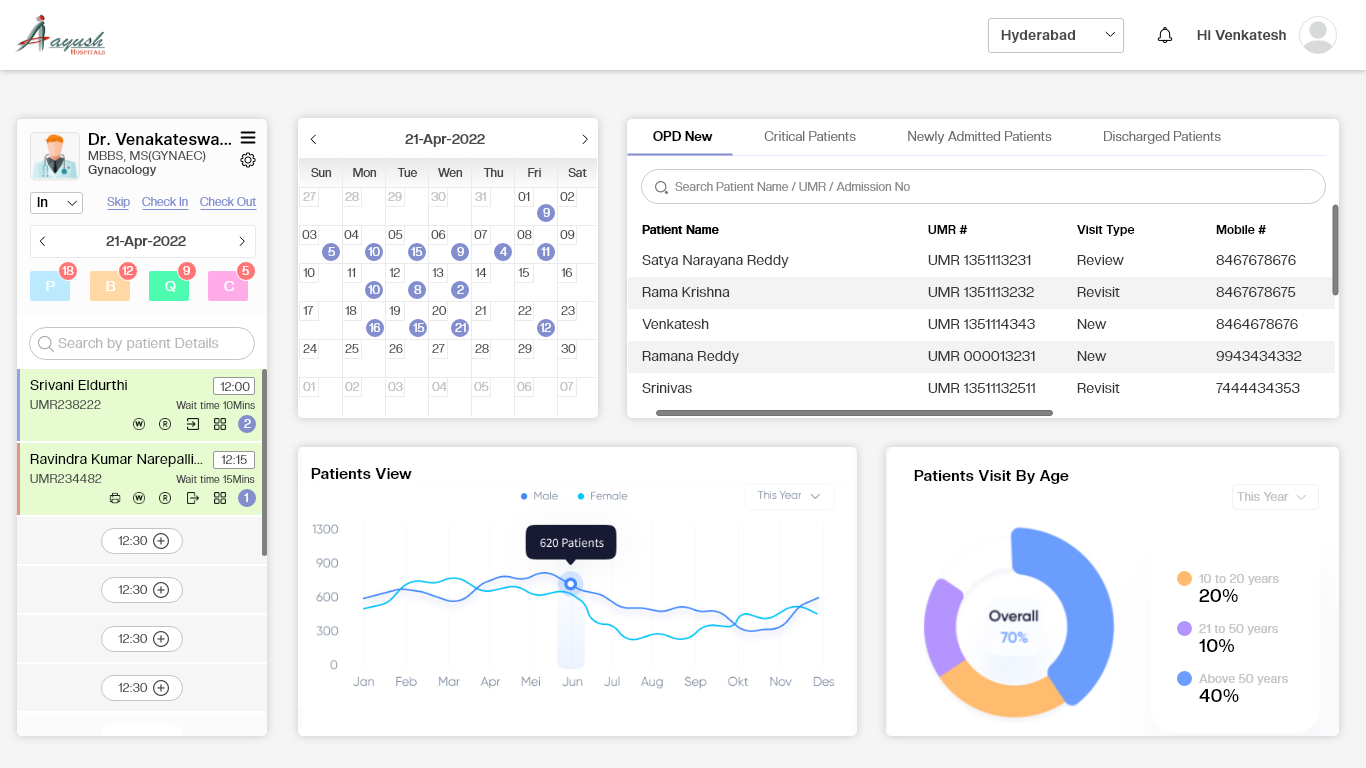 Aayush
HOSPITALS
Hyderabad
Hi Venkatesh
Dr. Venakateswa...
MBBS, MS(GYNAEC)
Gynacology
In
Skip Check In Check Out
21-Apr-2022
18 12 9 5
P B Q C
Search by patient Details
Srivani Eldurthi 12:00
UMR238222 Wait time 10Mins
W R 2
Ravindra Kumar Narepalli... 12:15
UMR234482 Wait time 15Mins
W R 1
12:30
12:30
12:30
12:30
21-Apr-2022
Sun Mon Tue Wen Thu Fri Sat
27 28 29 30 31 01 02
9
03 04 05 06 07 08 09
5 10 15 9 4 11
10 11 12 13 14 15 16
10 8 2
17 18 19 20 21 22 23
16 15 21 12
24 25 26 27 28 29 30
01 02 03 04 05 06 07
OPD New Critical Patients Newly Admitted Patients Discharged Patients
Search Patient Name / UMR / Admission No
Patient Name UMR # Visit Type Mobile #
Satya Narayana Reddy UMR 1351113231 Review 8467678676
Rama Krishna UMR 1351113232 Revisit 8467678675
Venkatesh UMR 1351114343 New 8464678676
Ramana Reddy UMR 000013231 New 9943434332
Srinivas UMR 13511132511 Revisit 7444434353
Patients View
Male Female This Year
1300
900
600
300
0
620 Patients
Jan Feb Mar Apr Mei Jun Jul Aug Sep Okt Nov Des
Patients Visit By Age
This Year
Overall
70%
10 to 20 years
20%
21 to 50 years
10%
Above 50 years
40%